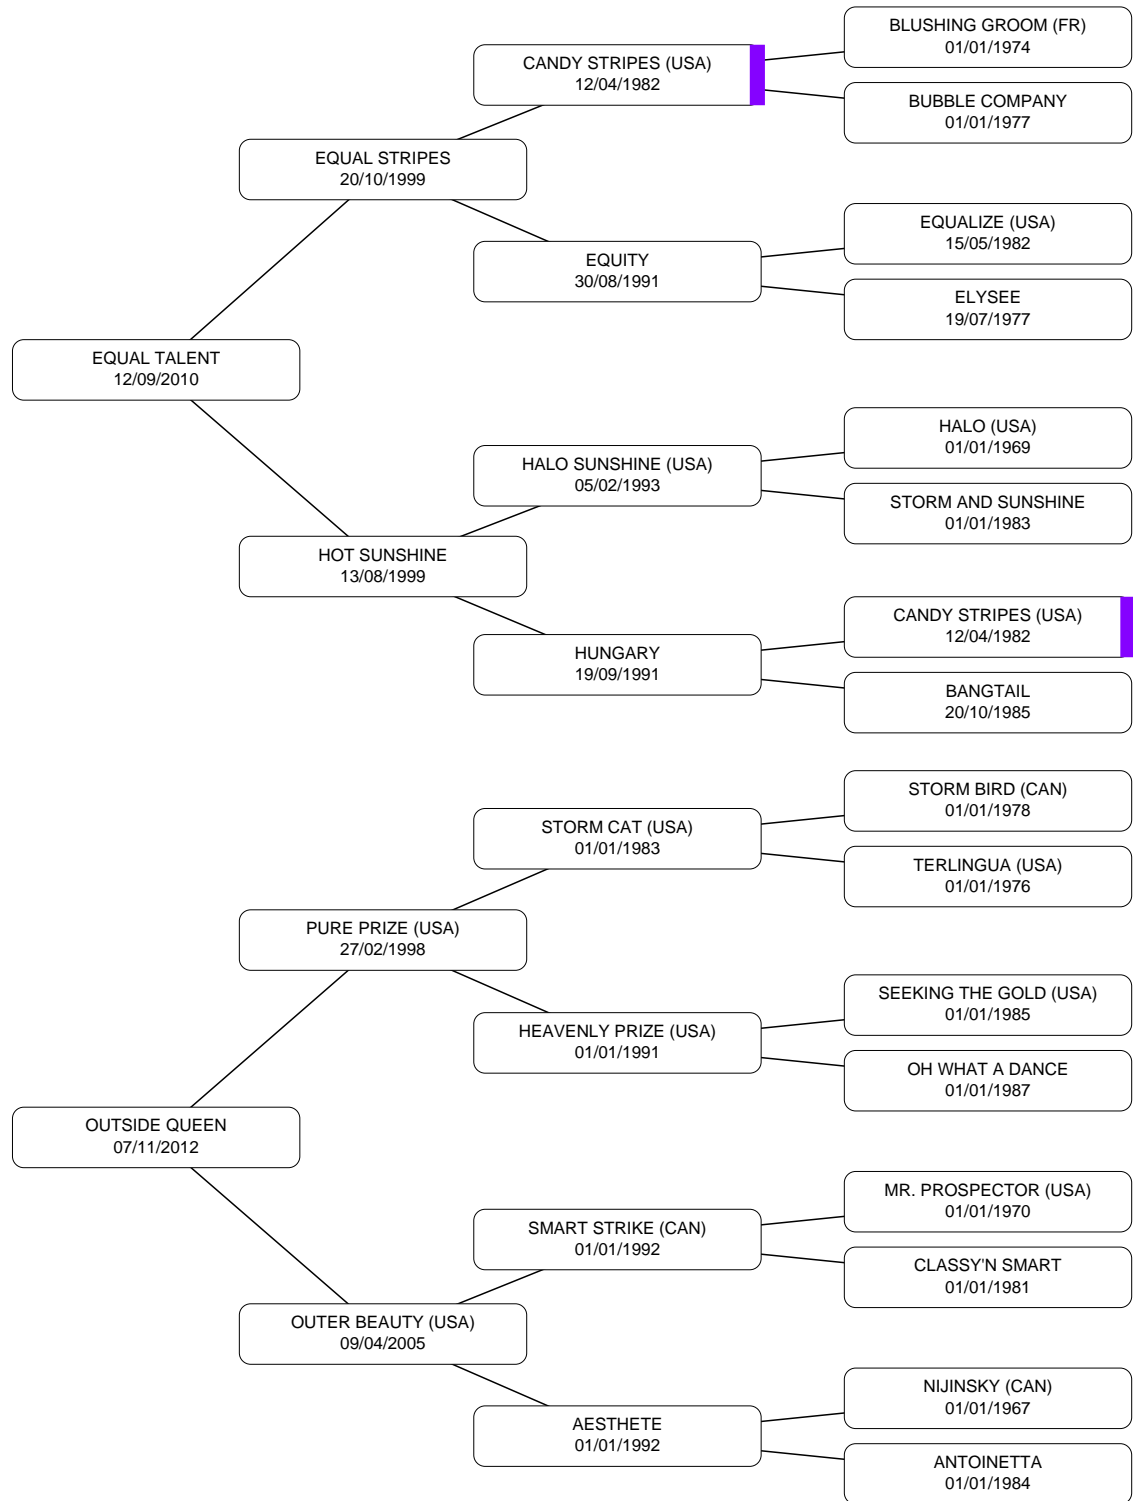 BLUSHING GROOM (FR)
01/01/1974
CANDY STRIPES (USA)
12/04/1982
BUBBLE COMPANY
01/01/1977
EQUAL STRIPES
20/10/1999
EQUALIZE (USA)
15/05/1982
EQUITY
30/08/1991
ELYSEE
19/07/1977
EQUAL TALENT
12/09/2010
HALO (USA)
01/01/1969
HALO SUNSHINE (USA)
05/02/1993
STORM AND SUNSHINE
01/01/1983
HOT SUNSHINE
13/08/1999
CANDY STRIPES (USA)
12/04/1982
HUNGARY
19/09/1991
BANGTAIL
20/10/1985
STORM BIRD (CAN)
01/01/1978
STORM CAT (USA)
01/01/1983
TERLINGUA (USA)
01/01/1976
PURE PRIZE (USA)
27/02/1998
SEEKING THE GOLD (USA)
01/01/1985
HEAVENLY PRIZE (USA)
01/01/1991
OH WHAT A DANCE
01/01/1987
OUTSIDE QUEEN
07/11/2012
MR. PROSPECTOR (USA)
01/01/1970
SMART STRIKE (CAN)
01/01/1992
CLASSY'N SMART
01/01/1981
OUTER BEAUTY (USA)
09/04/2005
NIJINSKY (CAN)
01/01/1967
AESTHETE
01/01/1992
ANTOINETTA
01/01/1984